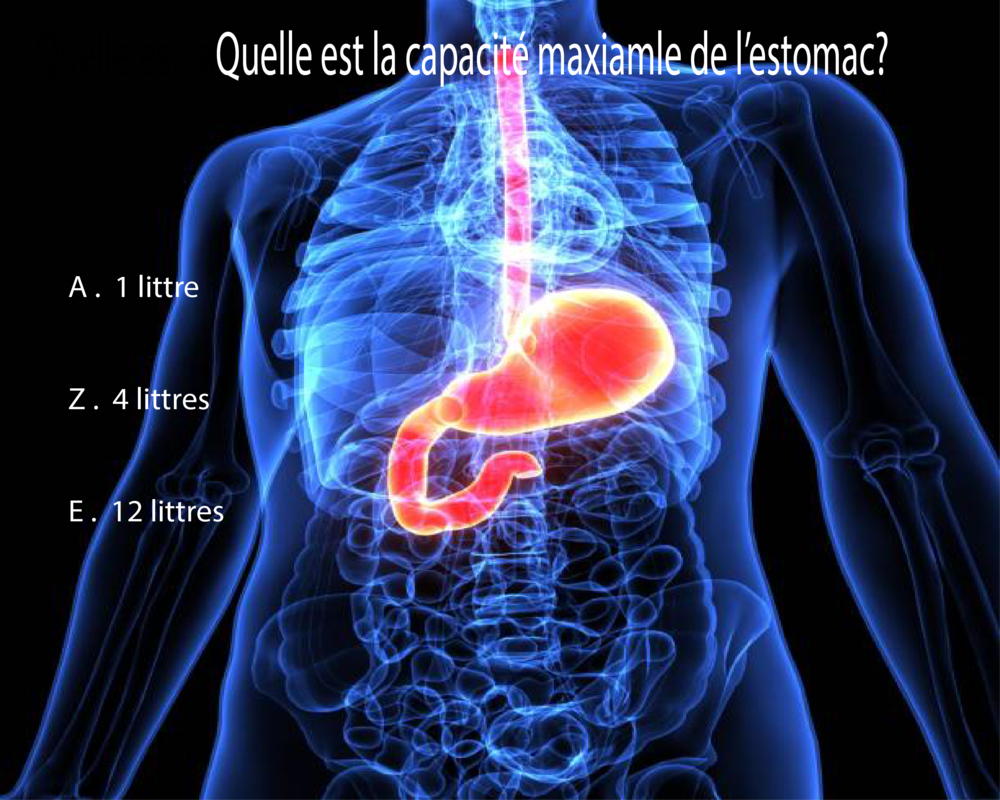 Quelle est la capacité maxiamle de l'estomac?
A . 1 littre
Z . 4 littres
E . 12 littres